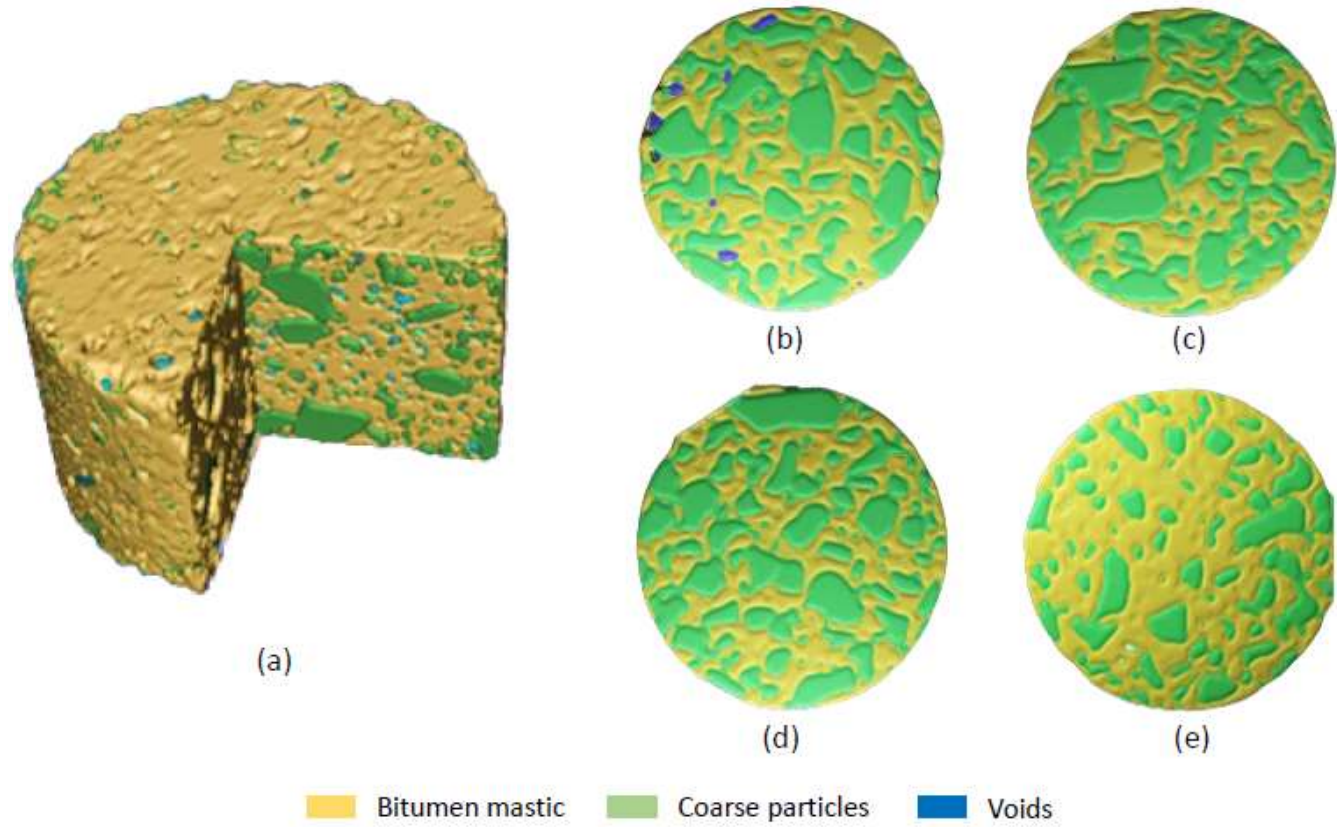 (b)
(c)
(a)
(d)
(e)
Bitumen mastic
Coarse particles
Voids